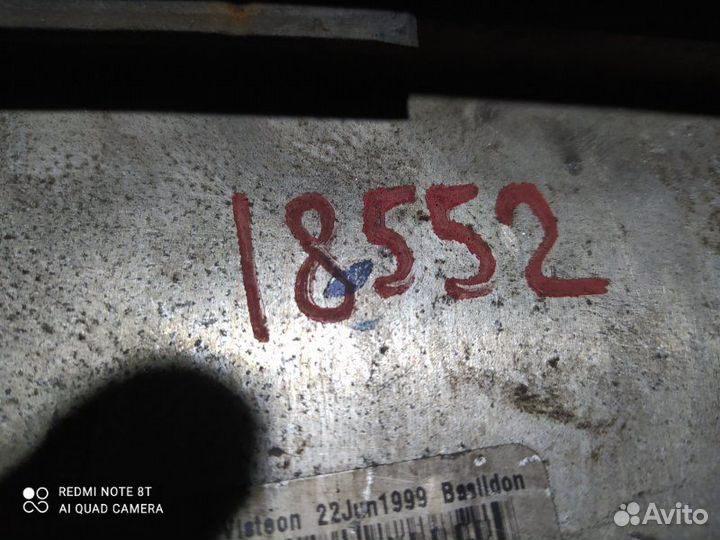 18552
Visteon 22Jun1999 Basildon
REDMI NOTE 8T
AI QUAD CAMERA
Avito